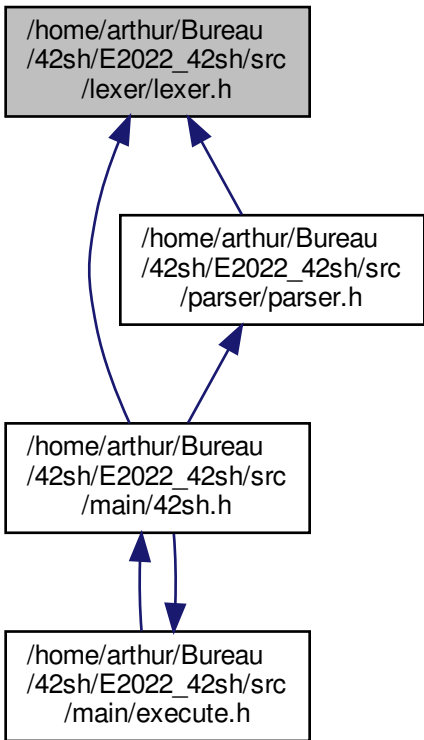 /home/arthur/Bureau
/42sh/E2022_42sh/src
/lexer/lexer.h
/home/arthur/Bureau
/42sh/E2022_42sh/src
/parser/parser.h
/home/arthur/Bureau
/42sh/E2022_42sh/src
/main/42sh.h
/home/arthur/Bureau
/42sh/E2022_42sh/src
/main/execute.h